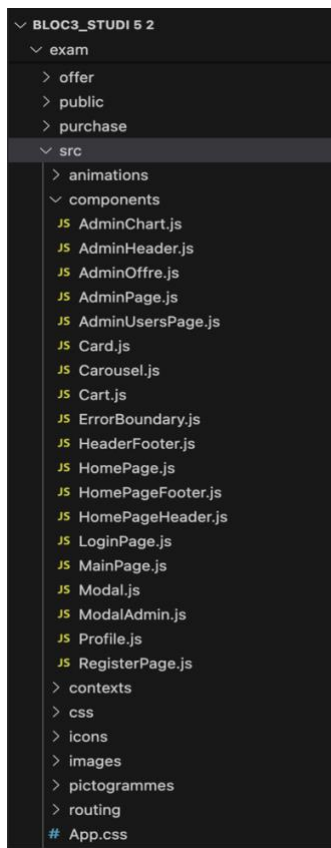 BLOC3_STUDI 5 2
exam
offer
public
purchase
src
animations
components
JS AdminChart.js
JS AdminHeader.js
JS AdminOffre.js
JS AdminPage.js
JS AdminUsersPage.js
JS Card.js
JS Carousel.js
JS Cart.js
JS ErrorBoundary.js
JS HeaderFooter.js
JS HomePage.js
JS HomePageFooter.js
JS HomePageHeader.js
JS LoginPage.js
JS MainPage.js
JS Modal.js
JS ModalAdmin.js
JS Profile.js
JS RegisterPage.js
contexts
css
icons
images
pictogrammes
routing
# App.css